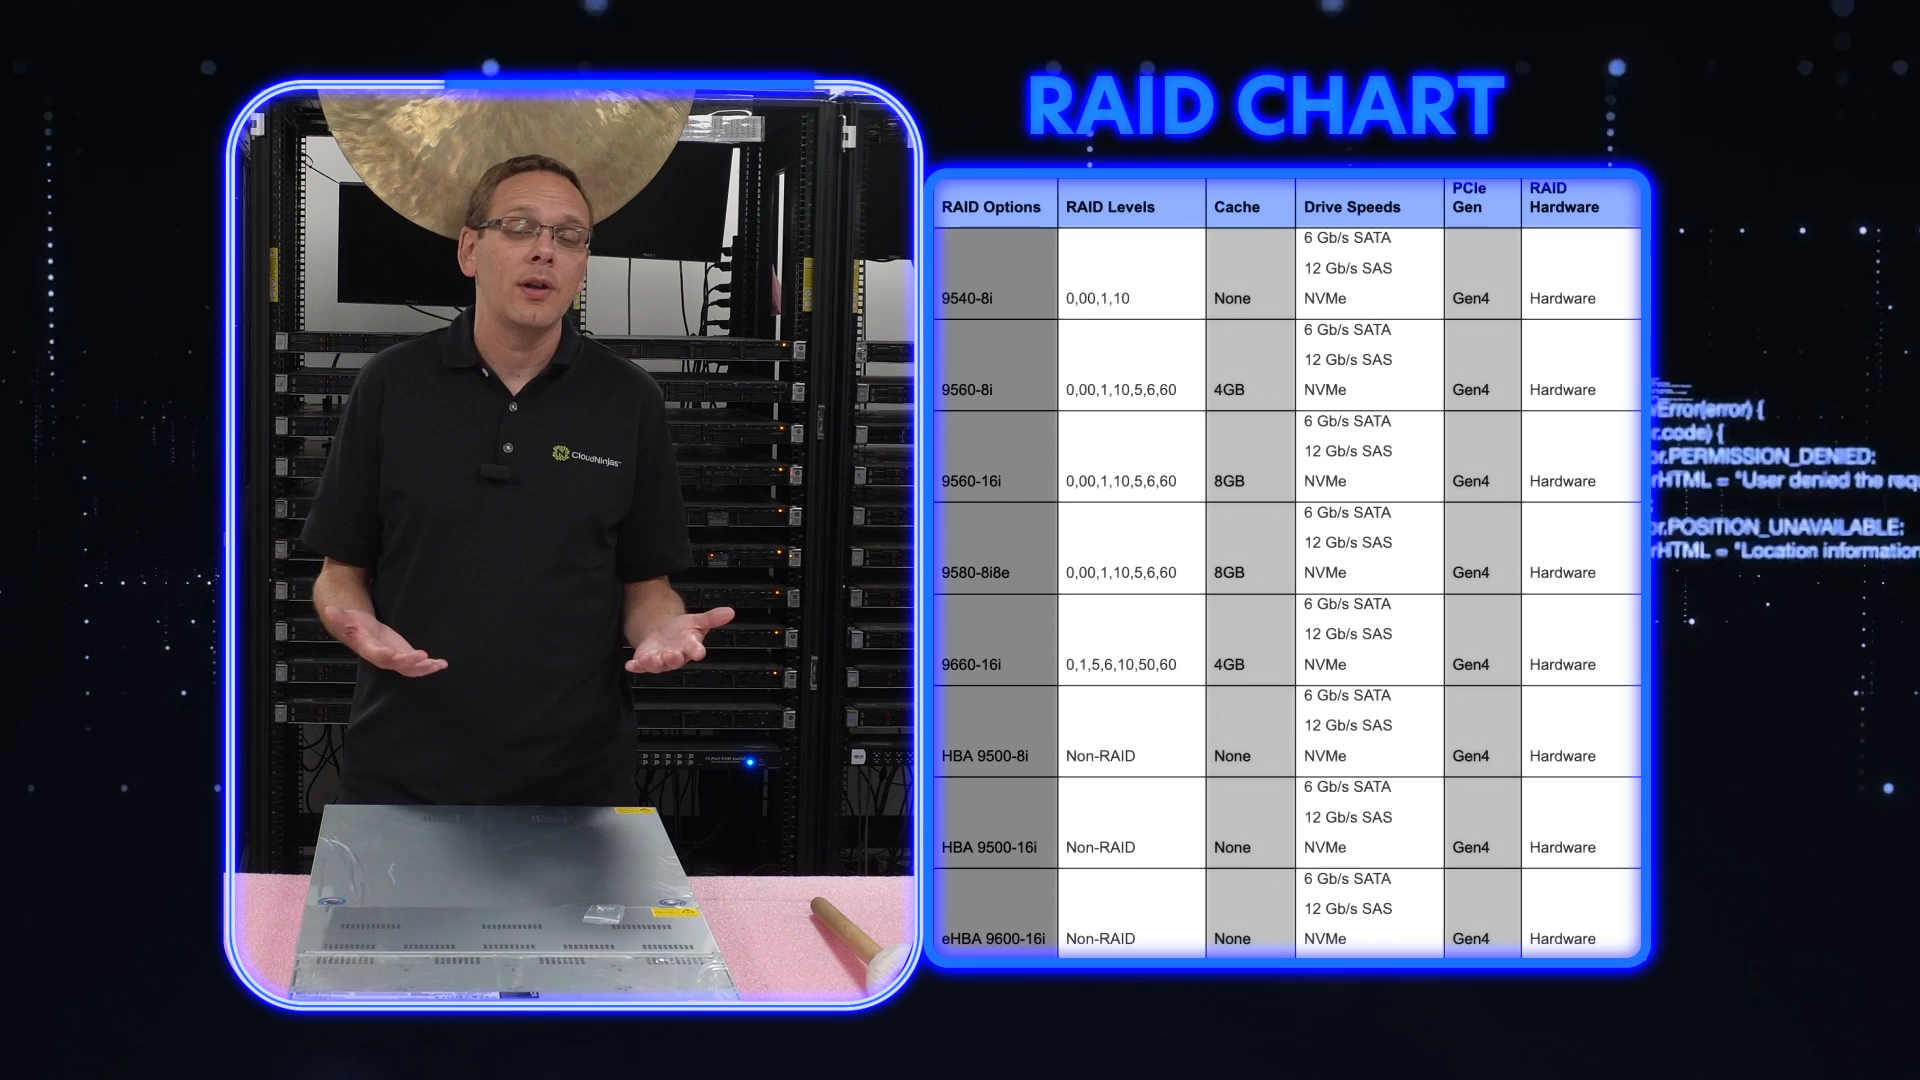 RAID CHART
RAID Options RAID Levels Cache Drive Speeds PCIe Gen RAID Hardware
6 Gb/s SATA
12 Gb/s SAS
9540-8i 0,00,1,10 None NVMe Gen4 Hardware
6 Gb/s SATA
12 Gb/s SAS
9560-8i 0,00,1,10,5,6,60 4GB NVMe Gen4 Hardware
6 Gb/s SATA
12 Gb/s SAS
9560-16i 0,00,1,10,5,6,60 8GB NVMe Gen4 Hardware
6 Gb/s SATA
12 Gb/s SAS
9580-8i8e 0,00,1,10,5,6,60 8GB NVMe Gen4 Hardware
6 Gb/s SATA
12 Gb/s SAS
9660-16i 0,1,5,6,10,50,60 4GB NVMe Gen4 Hardware
6 Gb/s SATA
12 Gb/s SAS
HBA 9500-8i Non-RAID None NVMe Gen4 Hardware
6 Gb/s SATA
12 Gb/s SAS
HBA 9500-16i Non-RAID None NVMe Gen4 Hardware
6 Gb/s SATA
12 Gb/s SAS
eHBA 9600-16i Non-RAID None NVMe Gen4 Hardware
CloudNinjas
Error(error) {
r.code) {
r.PERMISSION_DENIED:
rHTML = "User denied the requ
or.POSITION_UNAVAILABLE:
rHTML = "Location information